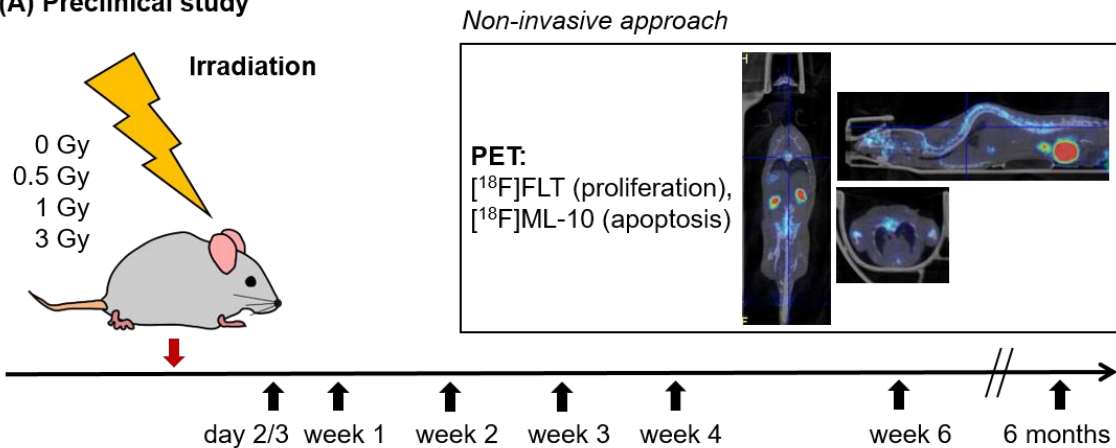 (A) Preclinical study
Non-invasive approach
Irradiation
0 Gy
0.5 Gy
1 Gy
3 Gy
PET:
[¹⁸F]FLT (proliferation),
[¹⁸F]ML-10 (apoptosis)
day 2/3 week 1 week 2 week 3 week 4 week 6 6 months